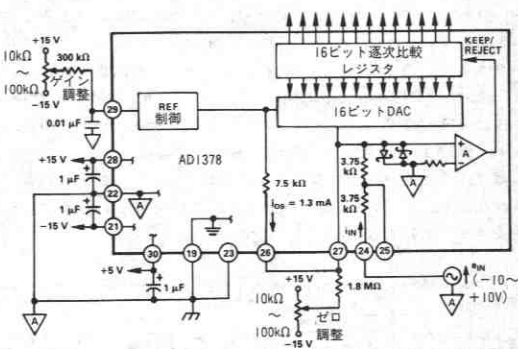 +15 V
10kΩ
～
100kΩ
-15 V
300 kΩ
ゲイン
調整
0.01 µF
29
REF
制御
16ビット逐次比較
レジスタ
KEEP/
REJECT
16ビットDAC
AD1378
+15 V
28
1 µF
22
A
1 µF
-15 V
21
7.5 kΩ
iOS = 1.3 mA
3.75
kΩ
3.75
kΩ
iIN
+
A
-
A
30
19
23
26
27
24
25
+5 V
1 µF
A
+15 V
10kΩ
～
100kΩ
-15 V
ゼロ
調整
1.8 MΩ
eIN
(-10～
+10V)
A